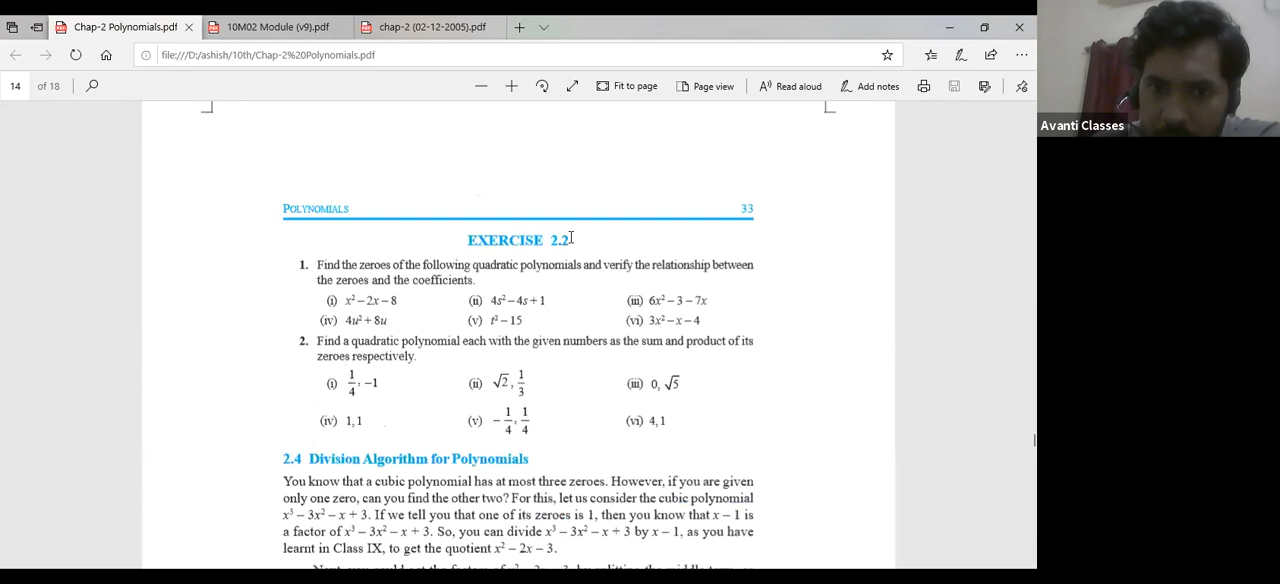 Chap-2 Polynomials.pdf
10M02 Module (v9).pdf
chap-2 (02-12-2005).pdf
file:///D:/ashish/10th/Chap-2%20Polynomials.pdf
14 of 18
Fit to page
Page view
Read aloud
Add notes
Avanti Classes
POLYNOMIALS 33
EXERCISE 2.2
1. Find the zeroes of the following quadratic polynomials and verify the relationship between
the zeroes and the coefficients.
(i) x² – 2x – 8 (ii) 4s² – 4s + 1 (iii) 6x² – 3 – 7x
(iv) 4u² + 8u (v) t² – 15 (vi) 3x² – x – 4
2. Find a quadratic polynomial each with the given numbers as the sum and product of its
zeroes respectively.
(i) 1/4, –1 (ii) √2, 1/3 (iii) 0, √5
(iv) 1, 1 (v) –1/4, 1/4 (vi) 4, 1
2.4 Division Algorithm for Polynomials
You know that a cubic polynomial has at most three zeroes. However, if you are given
only one zero, can you find the other two? For this, let us consider the cubic polynomial
x³ – 3x² – x + 3. If we tell you that one of its zeroes is 1, then you know that x – 1 is
a factor of x³ – 3x² – x + 3. So, you can divide x³ – 3x² – x + 3 by x – 1, as you have
learnt in Class IX, to get the quotient x² – 2x – 3.